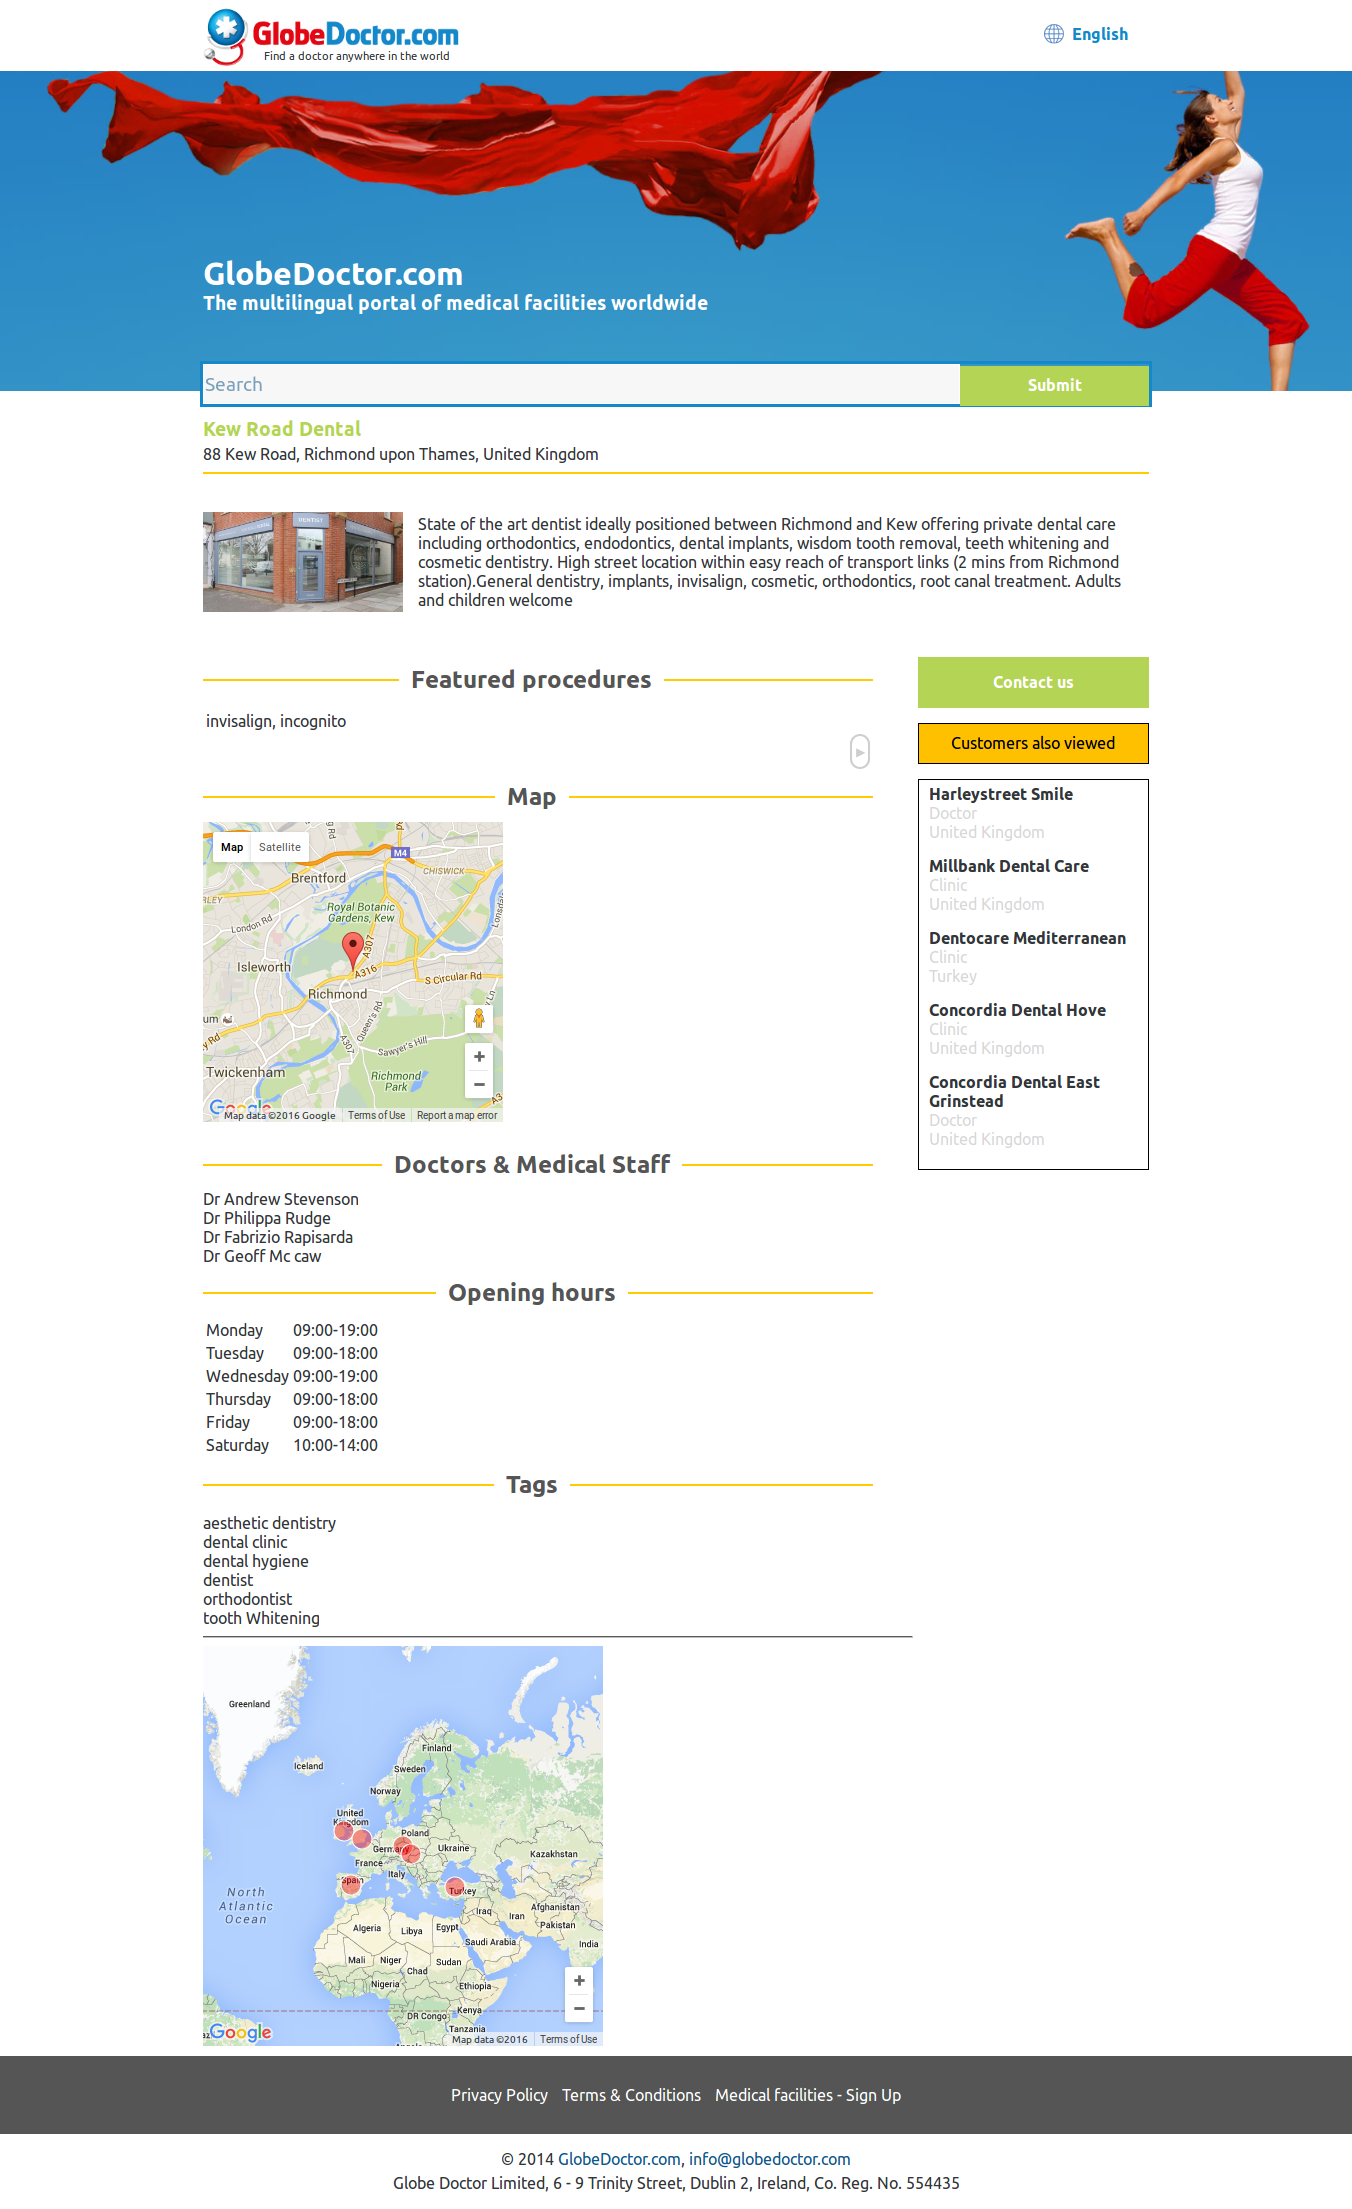 GlobeDoctor.com
Find a doctor anywhere in the world
English
GlobeDoctor.com
The multilingual portal of medical facilities worldwide
Search
Submit
Kew Road Dental
88 Kew Road, Richmond upon Thames, United Kingdom
DENTIST
State of the art dentist ideally positioned between Richmond and Kew offering private dental care
including orthodontics, endodontics, dental implants, wisdom tooth removal, teeth whitening and
cosmetic dentistry. High street location within easy reach of transport links (2 mins from Richmond
station).General dentistry, implants, invisalign, cosmetic, orthodontics, root canal treatment. Adults
and children welcome
Featured procedures
invisalign, incognito
Contact us
Customers also viewed
Harleystreet Smile
Doctor
United Kingdom
Millbank Dental Care
Clinic
United Kingdom
Dentocare Mediterranean
Clinic
Turkey
Concordia Dental Hove
Clinic
United Kingdom
Concordia Dental East
Grinstead
Doctor
United Kingdom
Map
Map
Satellite
M4
CHISWICK
Brentford
Royal Botanic
Gardens, Kew
London Rd
A307
Isleworth
A316
S Circular Rd
Richmond
Queen's Rd
A307
Sawyer's Hill
Twickenham
Richmond
Park
Google
Map data ©2016 Google
Terms of Use
Report a map error
Doctors & Medical Staff
Dr Andrew Stevenson
Dr Philippa Rudge
Dr Fabrizio Rapisarda
Dr Geoff Mc caw
Opening hours
Monday 09:00-19:00
Tuesday 09:00-18:00
Wednesday 09:00-19:00
Thursday 09:00-18:00
Friday 09:00-18:00
Saturday 10:00-14:00
Tags
aesthetic dentistry
dental clinic
dental hygiene
dentist
orthodontist
tooth Whitening
Greenland
Iceland
Finland
Sweden
Norway
United
Kingdom
Poland
Germany
Ukraine
Kazakhstan
France
Italy
Spain
Turkey
North
Atlantic
Ocean
Iraq
Iran
Afghanistan
Pakistan
Algeria
Libya
Egypt
Saudi Arabia
India
Mali
Niger
Chad
Sudan
Nigeria
Ethiopia
DR Congo
Kenya
Tanzania
Google
Map data ©2016
Terms of Use
Privacy Policy
Terms & Conditions
Medical facilities - Sign Up
© 2014 GlobeDoctor.com, info@globedoctor.com
Globe Doctor Limited, 6 - 9 Trinity Street, Dublin 2, Ireland, Co. Reg. No. 554435